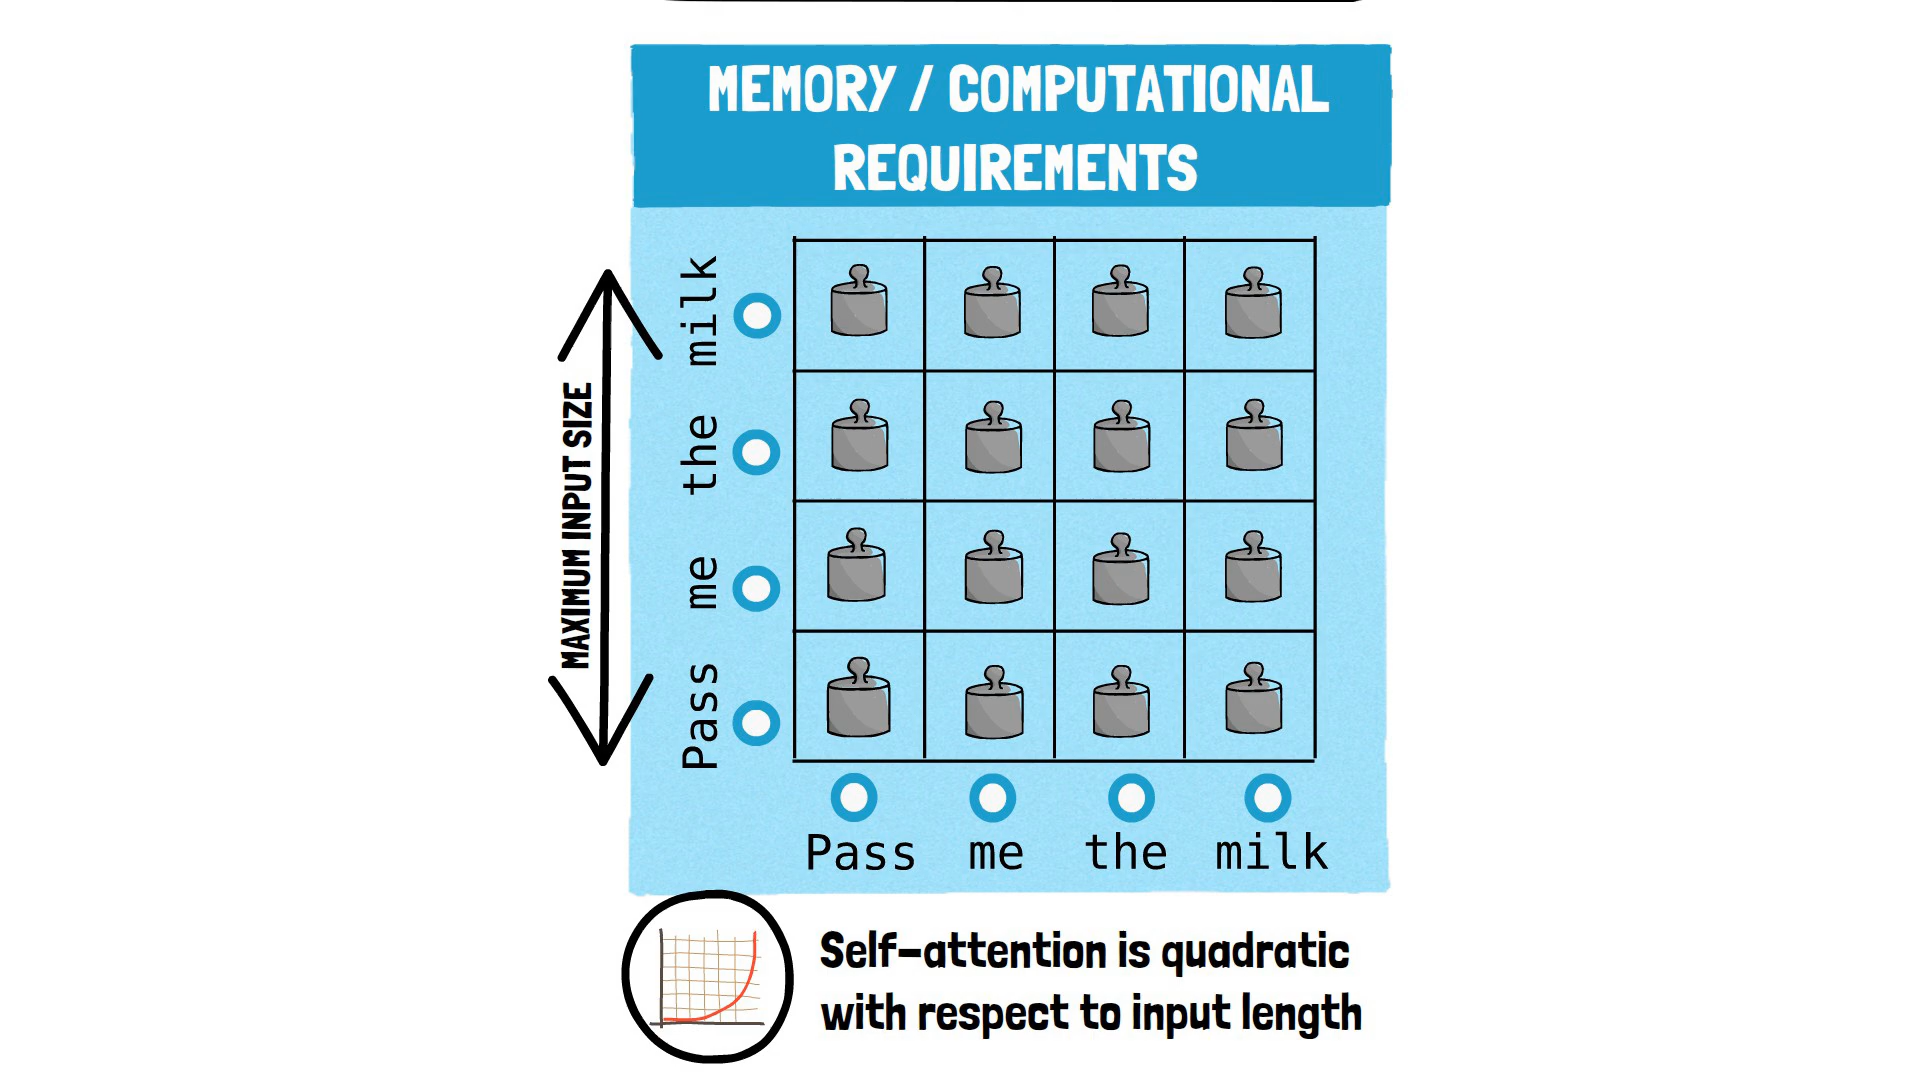 MEMORY / COMPUTATIONAL
REQUIREMENTS
MAXIMUM INPUT SIZE
milk
the
me
Pass
Pass me the milk
Self-attention is quadratic
with respect to input length